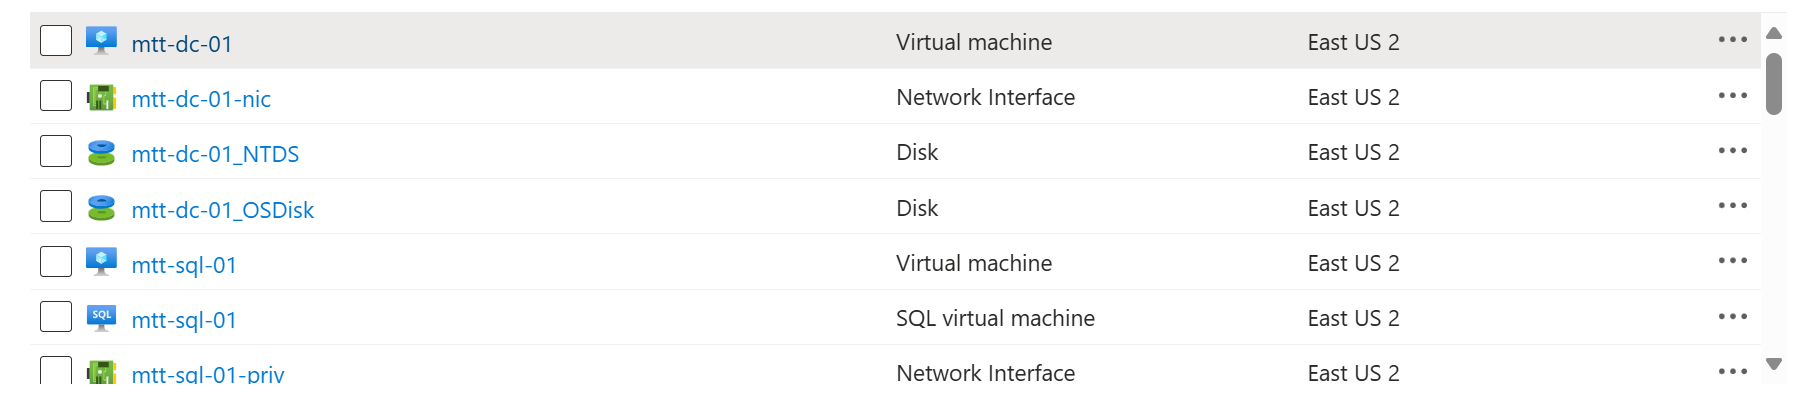 mtt-dc-01 Virtual machine East US 2
mtt-dc-01-nic Network Interface East US 2
mtt-dc-01_NTDS Disk East US 2
mtt-dc-01_OSDisk Disk East US 2
mtt-sql-01 Virtual machine East US 2
SQL mtt-sql-01 SQL virtual machine East US 2
mtt-sql-01-priv Network Interface East US 2